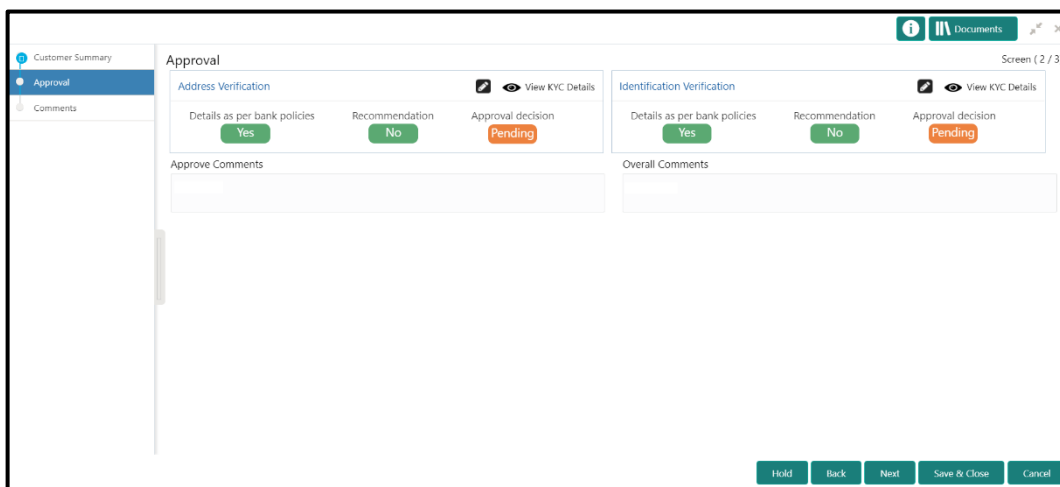 Documents
Customer Summary
Approval
Comments
Approval
Screen ( 2 / 3
Address Verification
View KYC Details
Details as per bank policies
Recommendation
Approval decision
Yes
No
Pending
Identification Verification
View KYC Details
Details as per bank policies
Recommendation
Approval decision
Yes
No
Pending
Approve Comments
Overall Comments
Hold
Back
Next
Save & Close
Cancel